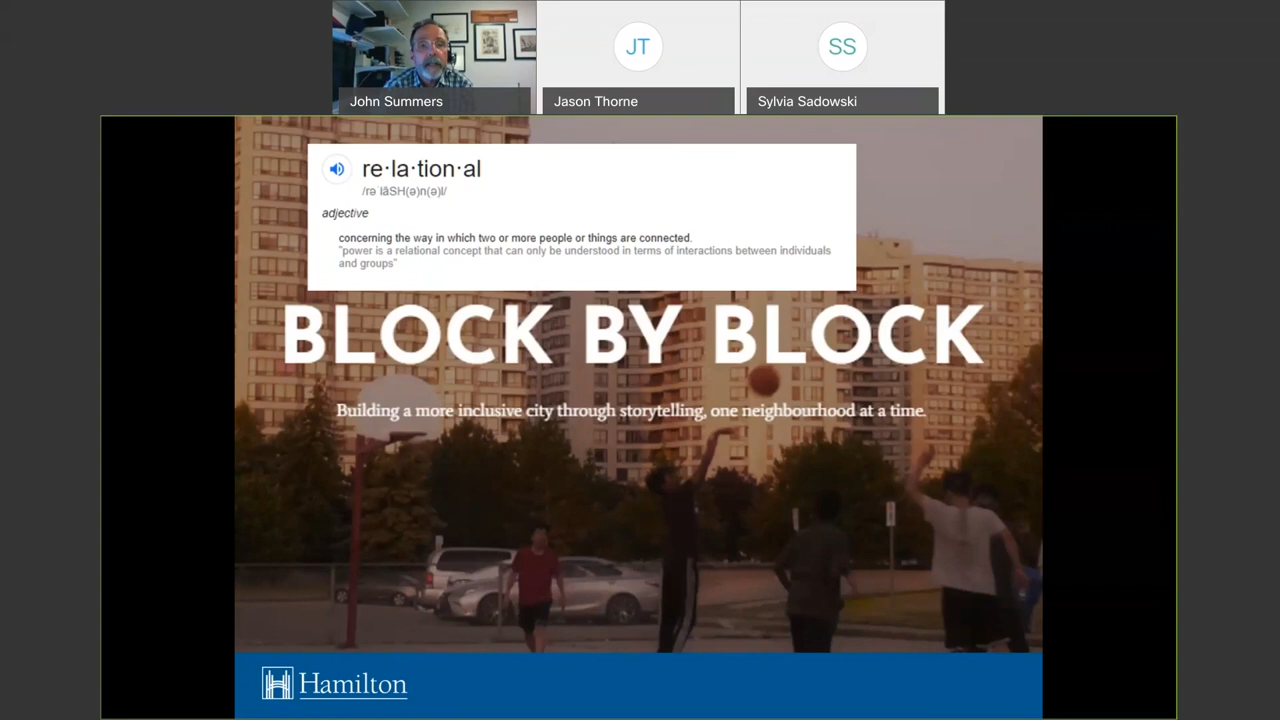 JT
SS
John Summers
Jason Thorne
Sylvia Sadowski
re·la·tion·al
/rəˈlāSH(ə)n(ə)l/
adjective
concerning the way in which two or more people or things are connected.
"power is a relational concept that can only be understood in terms of interactions between individuals
and groups"
BLOCK BY BLOCK
Building a more inclusive city through storytelling, one neighbourhood at a time.
Hamilton